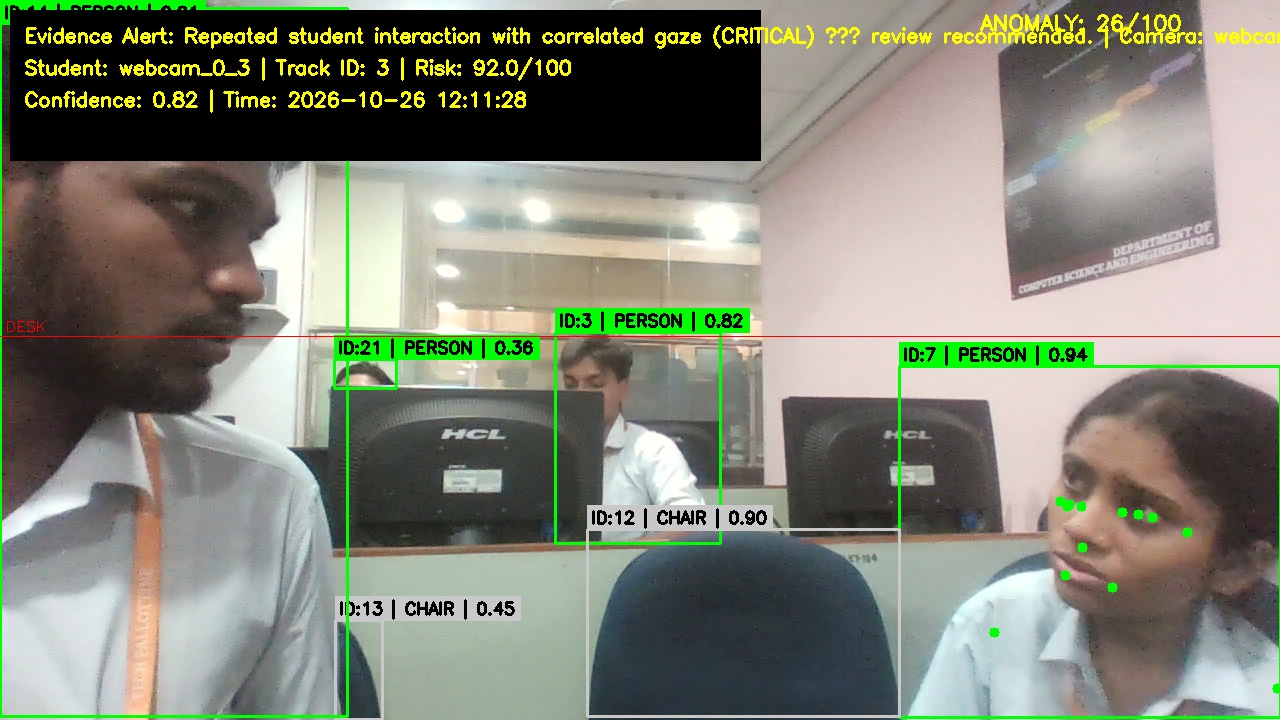 ANOMALY: 26/100
Evidence Alert: Repeated student interaction with correlated gaze (CRITICAL) ??? review recommended. | Camera:
Student: webcam_0_3 | Track ID: 3 | Risk: 92.0/100
Confidence: 0.82 | Time: 2026-10-26 12:11:28
DEPARTMENT OF
COMPUTER SCIENCE AND ENGINEERING
DESK
ID:3 | PERSON | 0.82
ID:21 | PERSON | 0.36
ID:7 | PERSON | 0.94
HCL
HCL
ID:12 | CHAIR | 0.90
ID:13 | CHAIR | 0.45